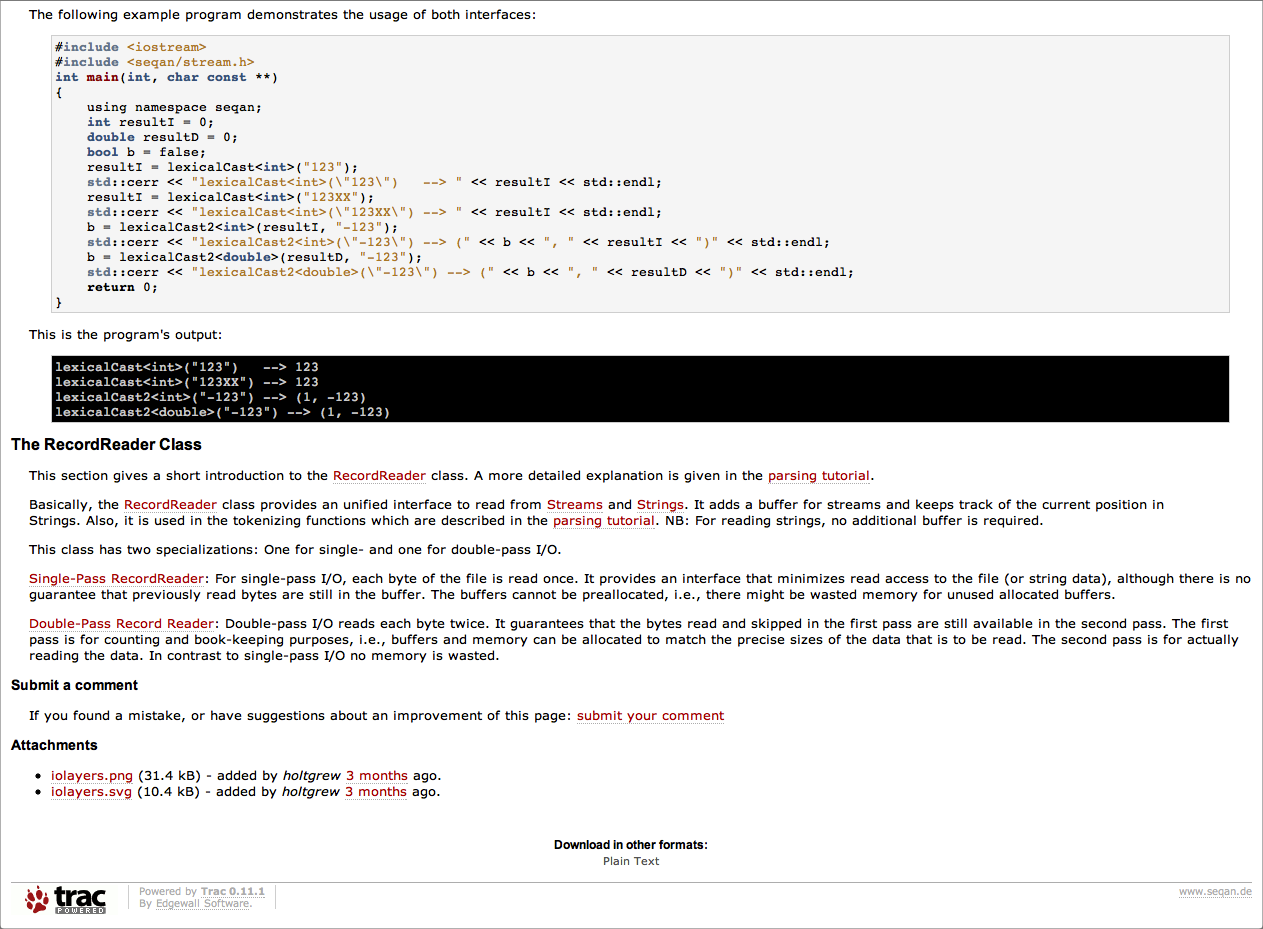 The following example program demonstrates the usage of both interfaces:
#include <iostream>
#include <seqan/stream.h>
int main(int, char const **)
{
    using namespace seqan;
    int resultI = 0;
    double resultD = 0;
    bool b = false;
    resultI = lexicalCast<int>("123");
    std::cerr << "lexicalCast<int>(\"123\")   --> " << resultI << std::endl;
    resultI = lexicalCast<int>("123XX");
    std::cerr << "lexicalCast<int>(\"123XX\") --> " << resultI << std::endl;
    b = lexicalCast2<int>(resultI, "-123");
    std::cerr << "lexicalCast2<int>(\"-123\") --> (" << b << ", " << resultI << ")" << std::endl;
    b = lexicalCast2<double>(resultD, "-123");
    std::cerr << "lexicalCast2<double>(\"-123\") --> (" << b << ", " << resultD << ")" << std::endl;
    return 0;
}
This is the program's output:
lexicalCast<int>("123")   --> 123
lexicalCast<int>("123XX") --> 123
lexicalCast2<int>("-123") --> (1, -123)
lexicalCast2<double>("-123") --> (1, -123)
The RecordReader Class
This section gives a short introduction to the RecordReader class. A more detailed explanation is given in the parsing tutorial.
Basically, the RecordReader class provides an unified interface to read from Streams and Strings. It adds a buffer for streams and keeps track of the current position in
Strings. Also, it is used in the tokenizing functions which are described in the parsing tutorial. NB: For reading strings, no additional buffer is required.
This class has two specializations: One for single- and one for double-pass I/O.
Single-Pass RecordReader: For single-pass I/O, each byte of the file is read once. It provides an interface that minimizes read access to the file (or string data), although there is no
guarantee that previously read bytes are still in the buffer. The buffers cannot be preallocated, i.e., there might be wasted memory for unused allocated buffers.
Double-Pass Record Reader: Double-pass I/O reads each byte twice. It guarantees that the bytes read and skipped in the first pass are still available in the second pass. The first
pass is for counting and book-keeping purposes, i.e., buffers and memory can be allocated to match the precise sizes of the data that is to be read. The second pass is for actually
reading the data. In contrast to single-pass I/O no memory is wasted.
Submit a comment
If you found a mistake, or have suggestions about an improvement of this page: submit your comment
Attachments
• iolayers.png (31.4 kB) - added by holtgrew 3 months ago.
• iolayers.svg (10.4 kB) - added by holtgrew 3 months ago.
Download in other formats:
Plain Text
trac
POWERED
Powered by Trac 0.11.1
By Edgewall Software.
www.seqan.de